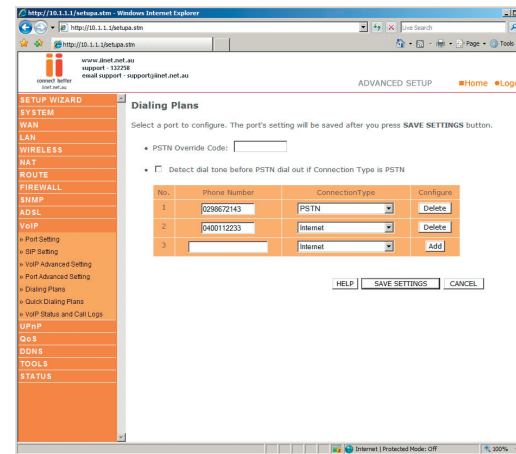 http://10.1.1.1/setupa.stm - Windows Internet Explorer
http://10.1.1.1/setupa.stm
Live Search
http://10.1.1.1/setupa.stm
Page
Tools
www.iinet.net.au
support - 132258
email support - support@iinet.net.au
connect better
iinet.net.au
ADVANCED SETUP
Home
SETUP WIZARD
SYSTEM
WAN
LAN
WIRELESS
NAT
ROUTE
FIREWALL
SNMP
ADSL
VoIP
» Port Setting
» SIP Setting
» VoIP Advanced Setting
» Port Advanced Setting
» Dialing Plans
» Quick Dialing Plans
» VoIP Status and Call Logs
UPnP
QoS
DDNS
TOOLS
STATUS
Dialing Plans
Select a port to configure. The port's setting will be saved after you press SAVE SETTINGS button.
• PSTN Override Code:
• Detect dial tone before PSTN dial out if Connection Type is PSTN
No. Phone Number ConnectionType Configure
1 0298672143 PSTN Delete
2 0400112233 Internet Delete
3 Internet Add
HELP SAVE SETTINGS CANCEL
Internet | Protected Mode: Off
100%